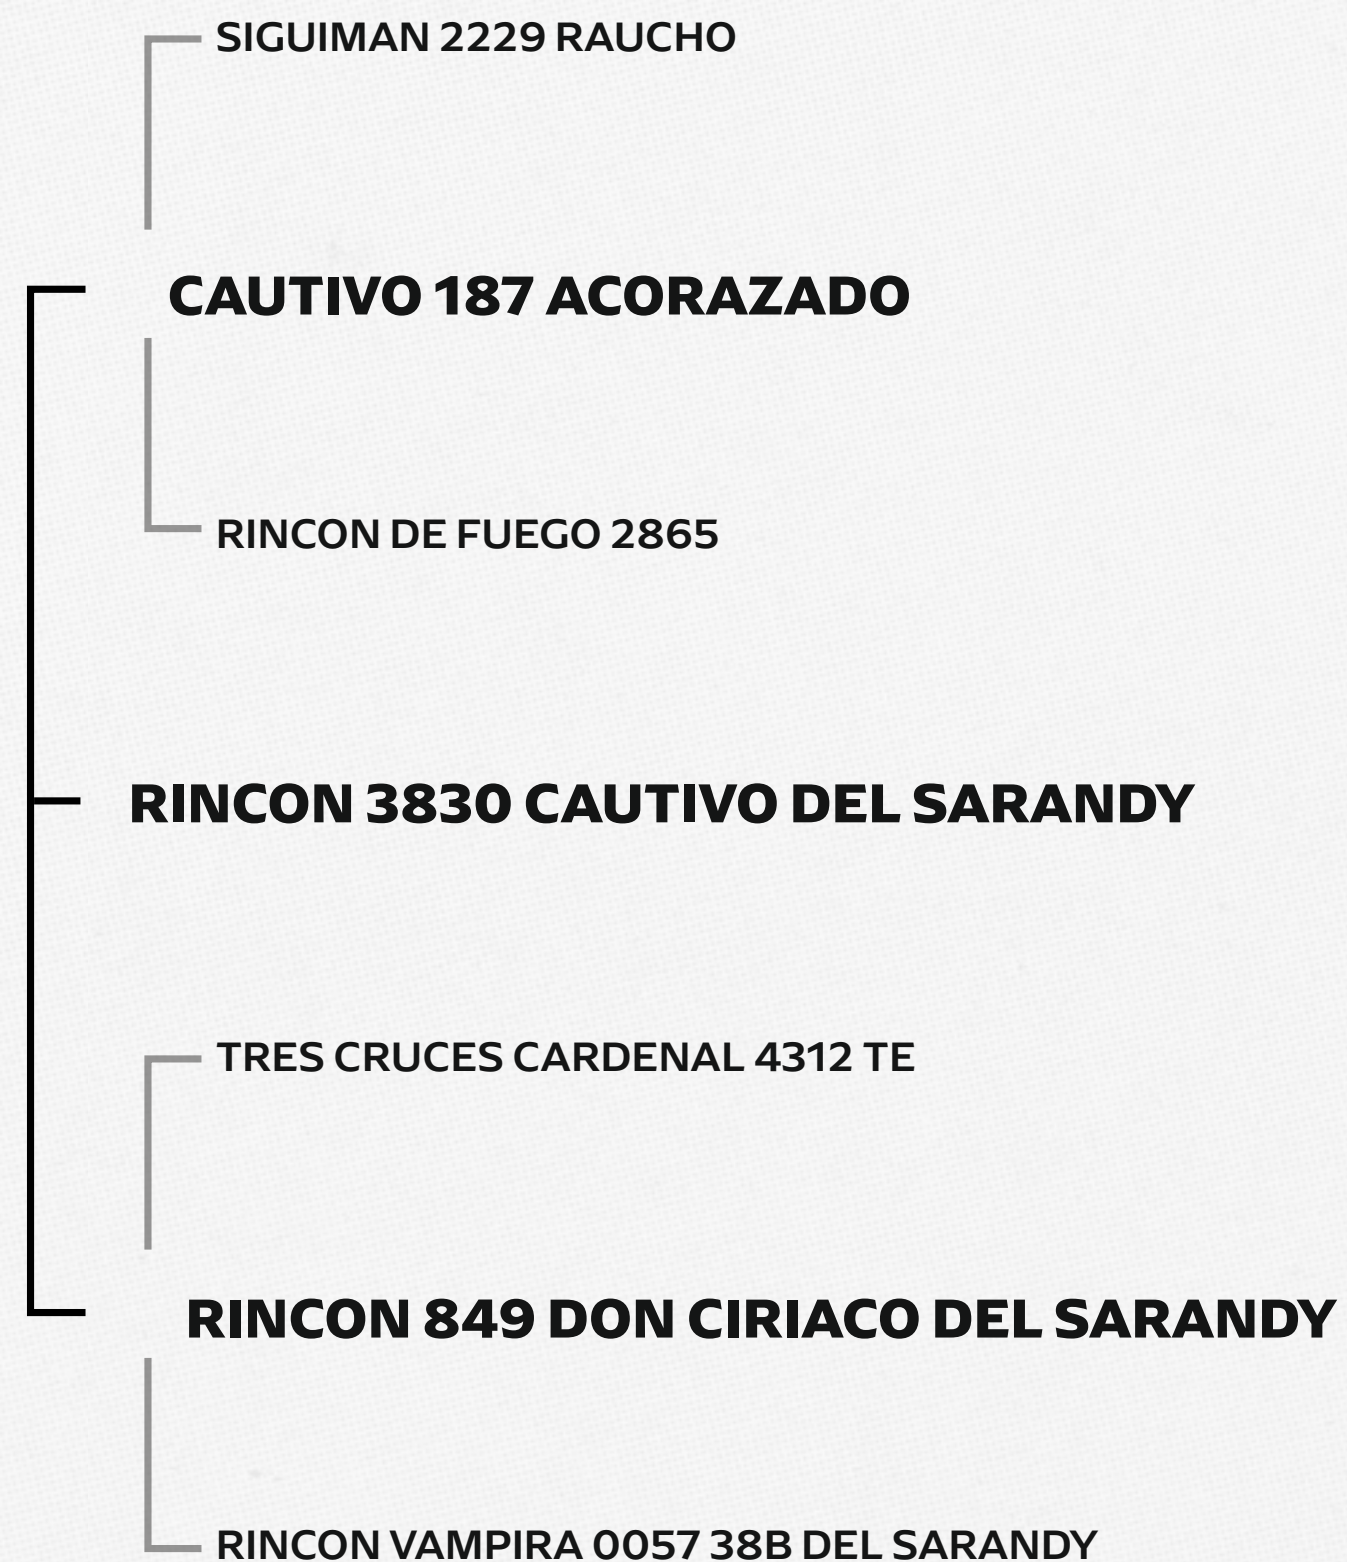 SIGUIMAN 2229 RAUCHO
CAUTIVO 187 ACORAZADO
RINCON DE FUEGO 2865
RINCON 3830 CAUTIVO DEL SARANDY
TRES CRUCES CARDENAL 4312 TE
RINCON 849 DON CIRIACO DEL SARANDY
RINCON VAMPIRA 0057 38B DEL SARANDY